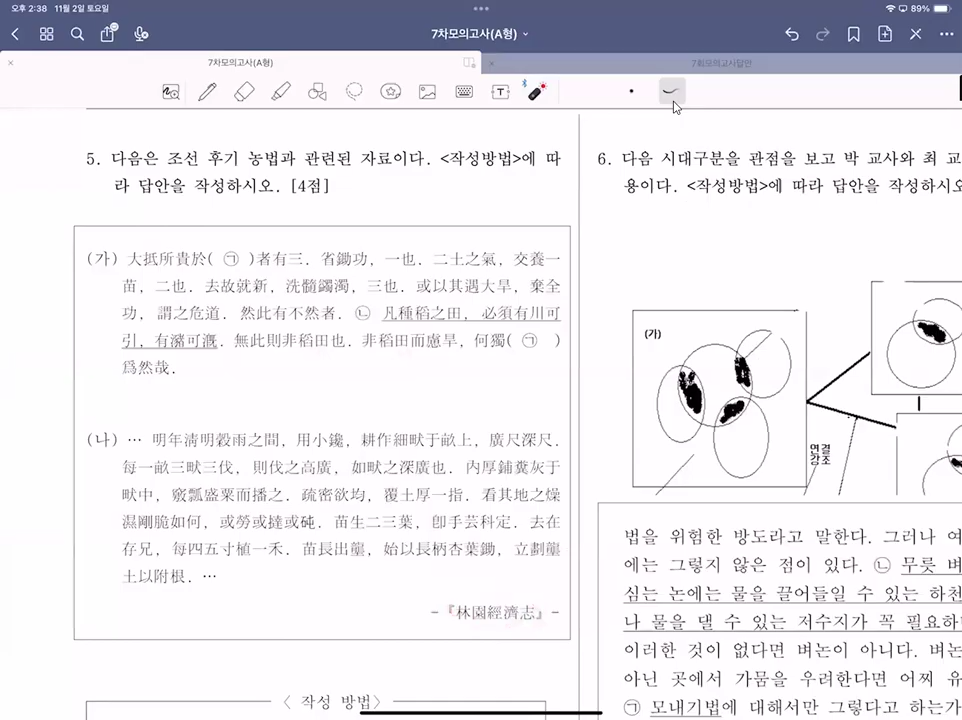 오후 2:38 11월 2일 토요일
89%
7차모의고사(A형)
7차모의고사(A형)
7회모의고사답안
5. 다음은 조선 후기 농법과 관련된 자료이다. <작성방법>에 따
라 답안을 작성하시오. [4점]
(가) 大抵所貴於( ㉠ )者有三. 省鋤功, 一也. 二土之氣, 交養一
苗, 二也. 去故就新, 洗髓蠲濁, 三也. 或以其遇大旱, 棄全
功, 謂之危道. 然此有不然者. ㉡ 凡種稻之田, 必須有川可
引, 有瀦可漑. 無此則非稻田也. 非稻田而慮旱, 何獨( ㉠ )
爲然哉.
(나) … 明年淸明穀雨之間, 用小鑱, 耕作細畎于畝上, 廣尺深尺.
每一畝三畎三伐, 則伐之高廣, 如畎之深廣也. 內厚鋪糞灰于
畎中, 竅瓢盛粟而播之. 疏密欲均, 覆土厚一指. 看其地之燥
濕剛脆如何, 或勞或撻或砘. 苗生二三葉, 卽手芸科定. 去在
存兄, 每四五寸植一禾. 苗長出壟, 始以長柄杏葉鋤, 立劃壟
土以附根. …
-『林園經濟志』-
〈 작성 방법〉
6. 다음 시대구분을 관점을 보고 박 교사와 최 교
용이다. <작성방법>에 따라 답안을 작성하시오
(가)
연결
강조
법을 위험한 방도라고 말한다. 그러나 여
에는 그렇지 않은 점이 있다. ㉡ 무릇 벼
심는 논에는 물을 끌어들일 수 있는 하천
나 물을 댈 수 있는 저수지가 꼭 필요하
이러한 것이 없다면 벼논이 아니다. 벼논
아닌 곳에서 가뭄을 우려한다면 어찌 유
㉠ 모내기법에 대해서만 그렇다고 하는가